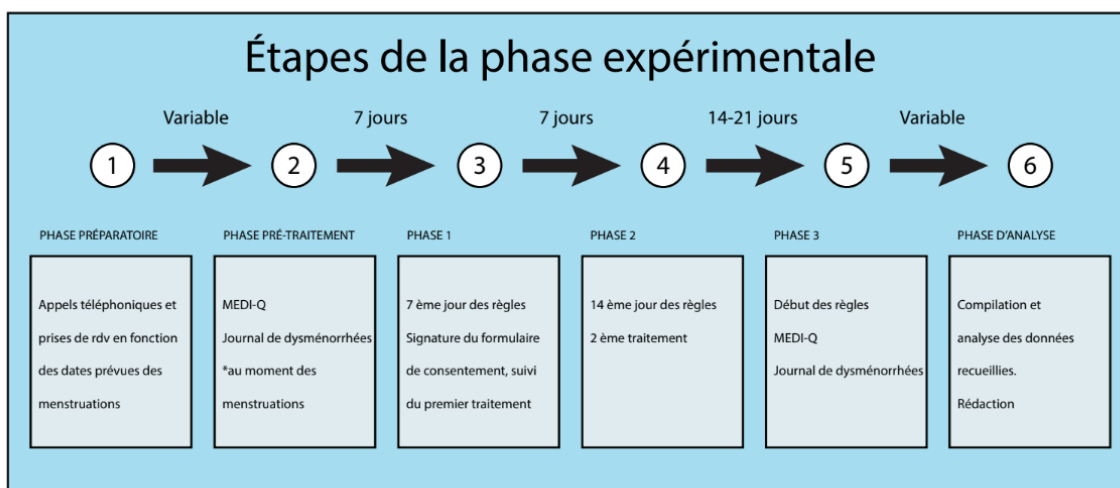 Étapes de la phase expérimentale
Variable
7 jours
7 jours
14-21 jours
Variable
1
2
3
4
5
6
PHASE PRÉPARATOIRE
Appels téléphoniques et
prises de rdv en fonction
des dates prévues des
menstruations
PHASE PRÉ-TRAITEMENT
MEDI-Q
Journal de dysménorrhées
*au moment des
menstruations
PHASE 1
7 ème jour des règles
Signature du formulaire
de consentement, suivi
du premier traitement
PHASE 2
14 ème jour des règles
2 ème traitement
PHASE 3
Début des règles
MEDI-Q
Journal de dysménorrhées
PHASE D'ANALYSE
Compilation et
analyse des données
recueillies.
Rédaction